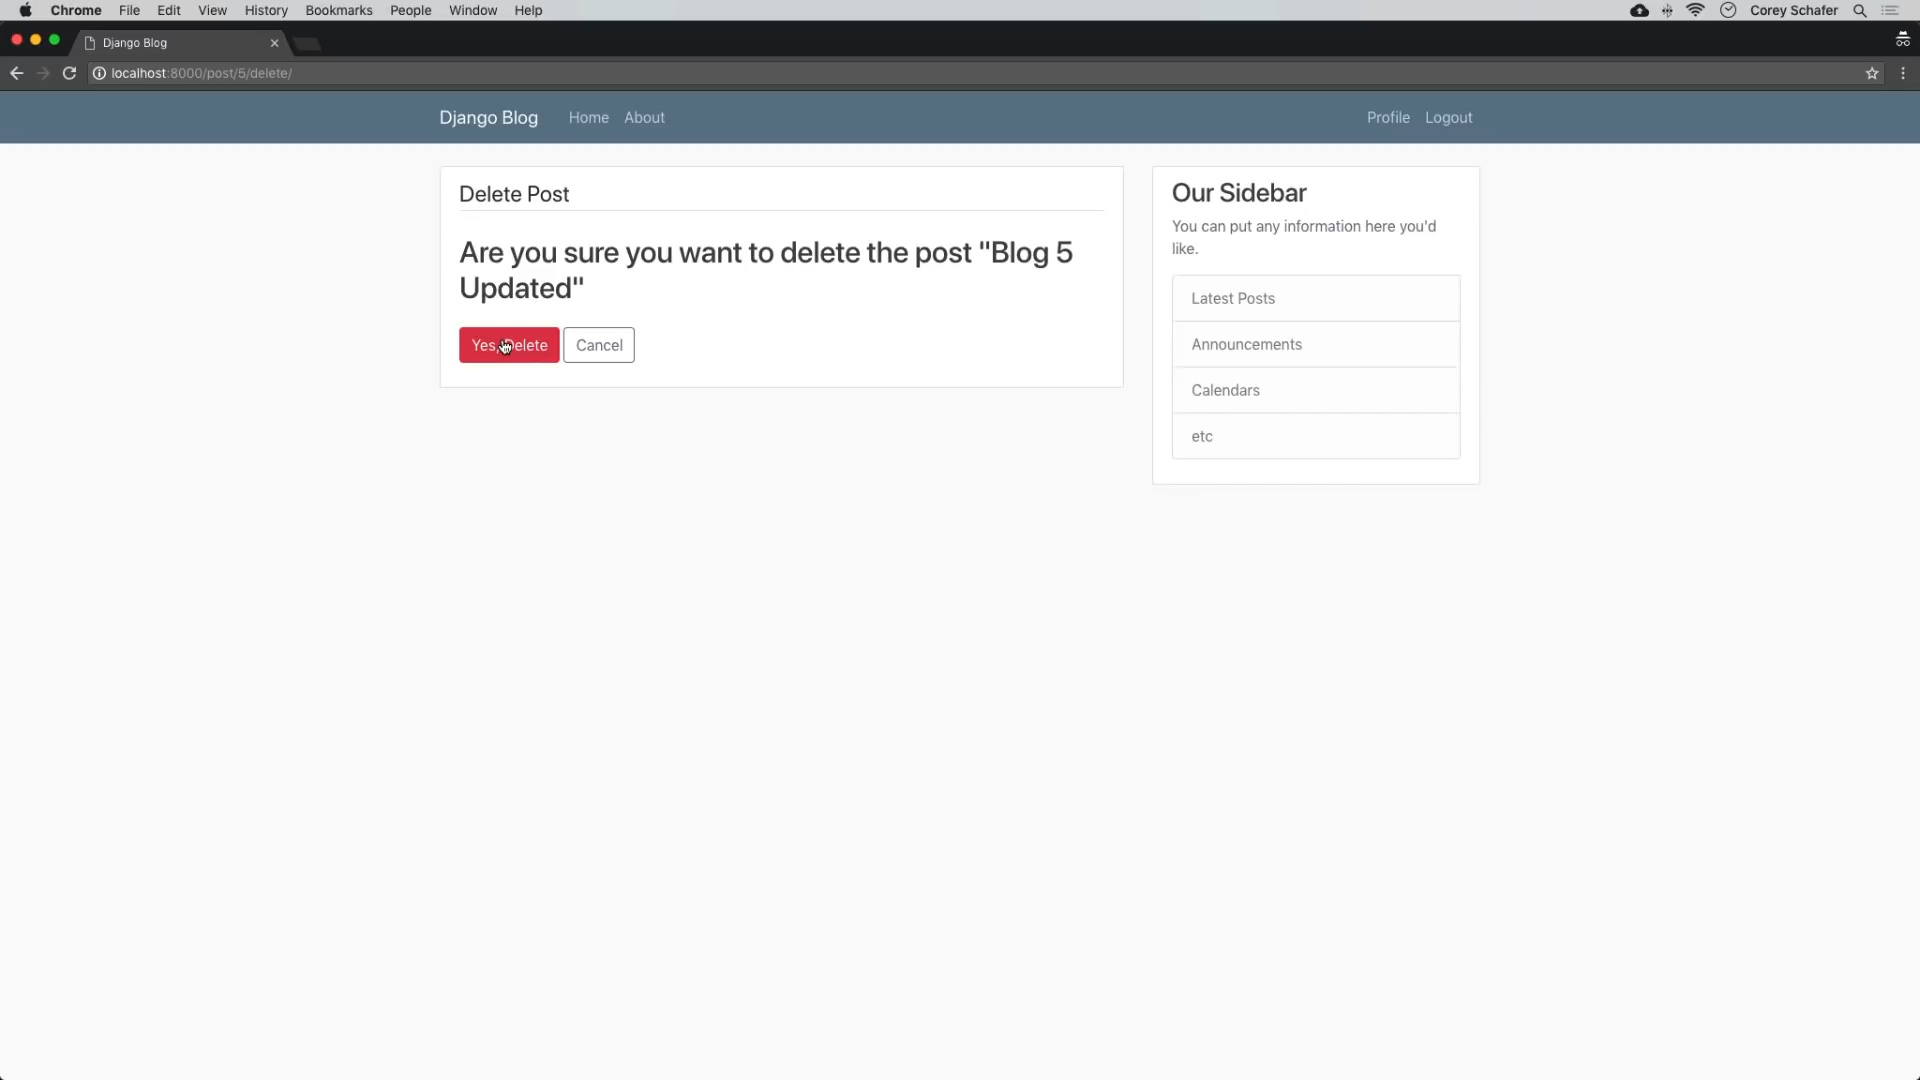 Chrome File Edit View History Bookmarks People Window Help Corey Schafer
Django Blog
localhost:8000/post/5/delete/
Django Blog Home About Profile Logout
Delete Post
Are you sure you want to delete the post "Blog 5
Updated"
Yes, Delete Cancel
Our Sidebar
You can put any information here you'd
like.
Latest Posts
Announcements
Calendars
etc